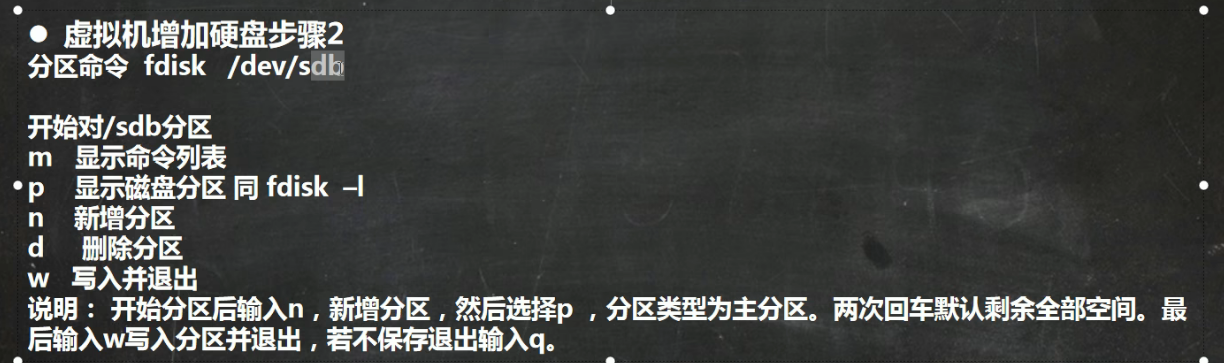 ● 虚拟机增加硬盘步骤2
分区命令 fdisk /dev/sdb
开始对/sdb分区
m 显示命令列表
p 显示磁盘分区 同 fdisk –l
n 新增分区
d 删除分区
w 写入并退出
说明： 开始分区后输入n，新增分区，然后选择p ，分区类型为主分区。两次回车默认剩余全部空间。最
后输入w写入分区并退出，若不保存退出输入q。